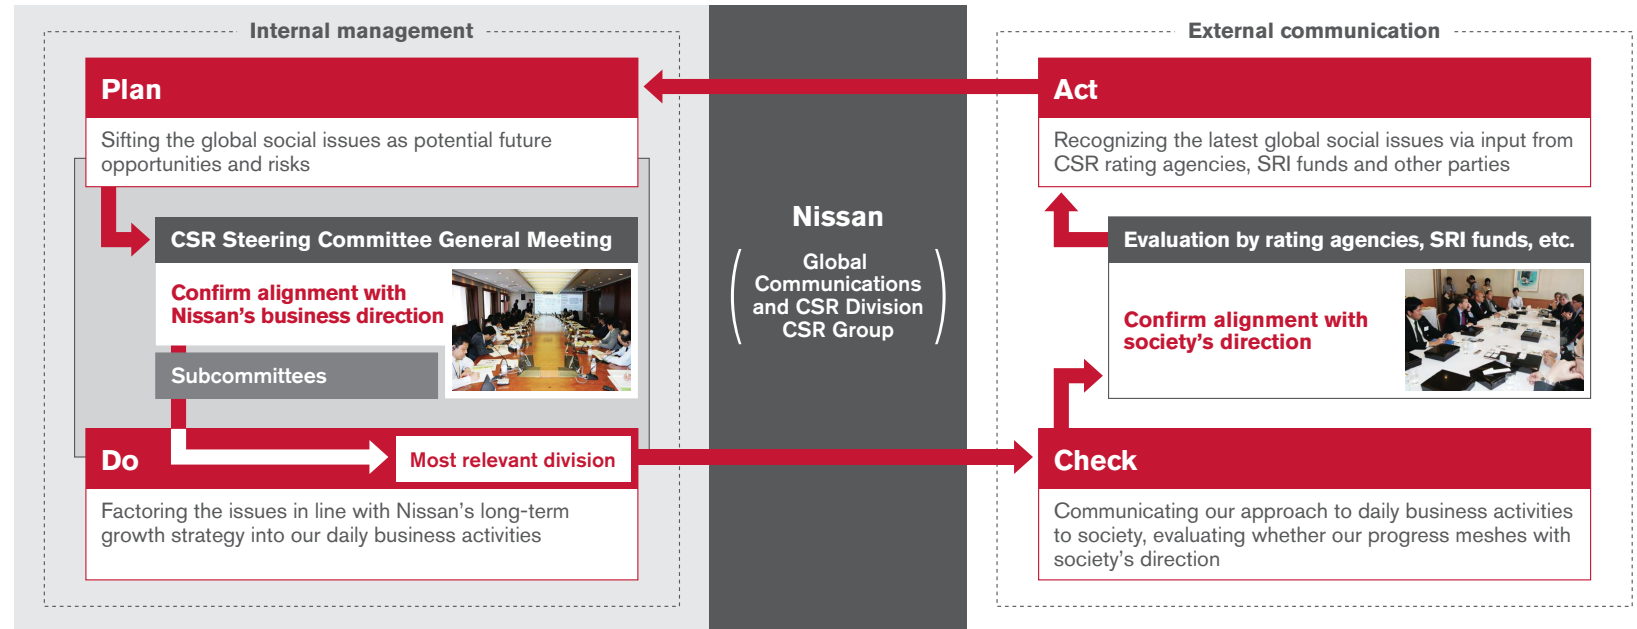 Internal management
Plan
Sifting the global social issues as potential future
opportunities and risks
CSR Steering Committee General Meeting
Confirm alignment with
Nissan’s business direction
Subcommittees
Do
Most relevant division
Factoring the issues in line with Nissan’s long-term
growth strategy into our daily business activities
Nissan
Global
Communications
and CSR Division
CSR Group
External communication
Act
Recognizing the latest global social issues via input from
CSR rating agencies, SRI funds and other parties
Evaluation by rating agencies, SRI funds, etc.
Confirm alignment with
society’s direction
Check
Communicating our approach to daily business activities
to society, evaluating whether our progress meshes with
society’s direction